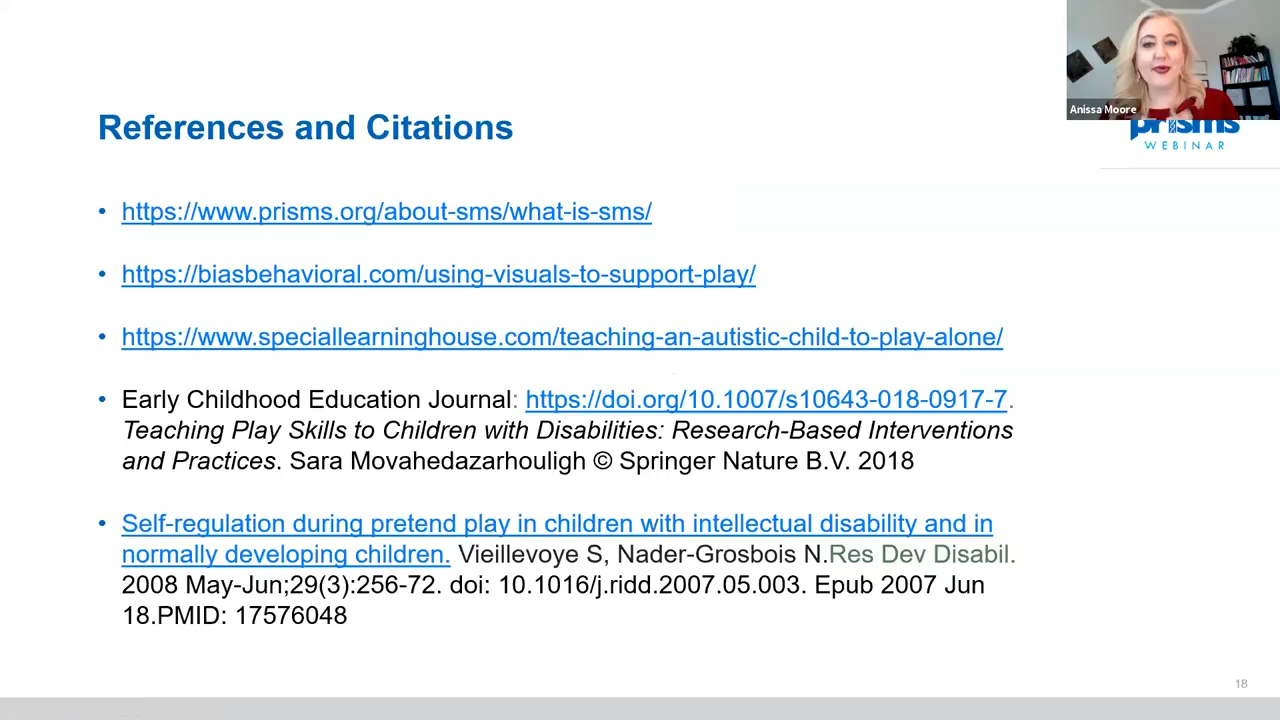 Anissa Moore
prisms
WEBINAR
References and Citations
• https://www.prisms.org/about-sms/what-is-sms/
• https://biasbehavioral.com/using-visuals-to-support-play/
• https://www.speciallearninghouse.com/teaching-an-autistic-child-to-play-alone/
• Early Childhood Education Journal: https://doi.org/10.1007/s10643-018-0917-7.
Teaching Play Skills to Children with Disabilities: Research-Based Interventions
and Practices. Sara Movahedazarhouligh © Springer Nature B.V. 2018
• Self-regulation during pretend play in children with intellectual disability and in
normally developing children. Vieillevoye S, Nader-Grosbois N.Res Dev Disabil.
2008 May-Jun;29(3):256-72. doi: 10.1016/j.ridd.2007.05.003. Epub 2007 Jun
18.PMID: 17576048
18